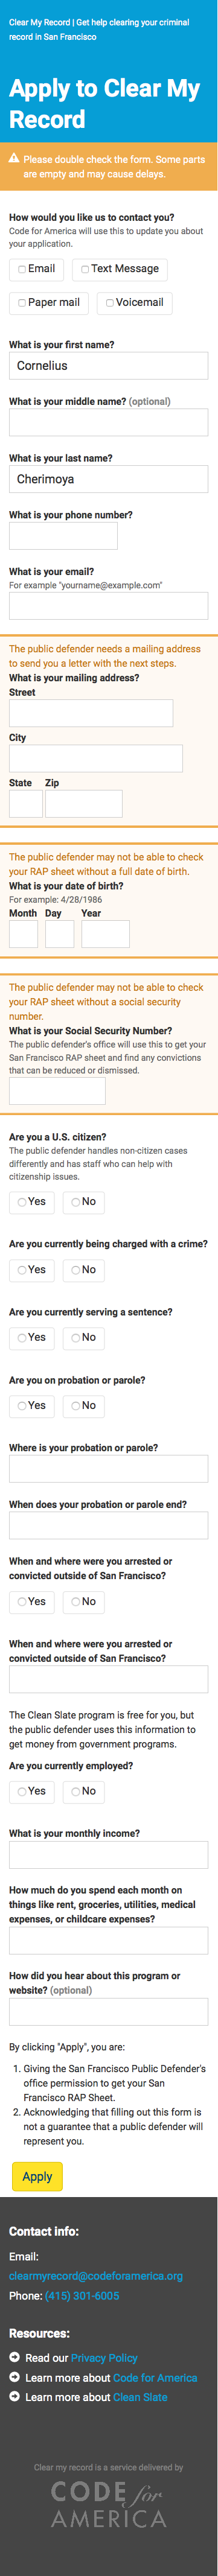 Clear My Record | Get help clearing your criminal
record in San Francisco
Apply to Clear My
Record
Please double check the form. Some parts
are empty and may cause delays.
How would you like us to contact you?
Code for America will use this to update you about
your application.
Email
Text Message
Paper mail
Voicemail
What is your first name?
Cornelius
What is your middle name? (optional)
What is your last name?
Cherimoya
What is your phone number?
What is your email?
For example "yourname@example.com"
The public defender needs a mailing address
to send you a letter with the next steps.
What is your mailing address?
Street
City
State Zip
The public defender may not be able to check
your RAP sheet without a full date of birth.
What is your date of birth?
For example: 4/28/1986
Month Day Year
The public defender may not be able to check
your RAP sheet without a social security
number.
What is your Social Security Number?
The public defender's office will use this to get your
San Francisco RAP sheet and find any convictions
that can be reduced or dismissed.
Are you a U.S. citizen?
The public defender handles non-citizen cases
differently and has staff who can help with
citizenship issues.
Yes No
Are you currently being charged with a crime?
Yes No
Are you currently serving a sentence?
Yes No
Are you on probation or parole?
Yes No
Where is your probation or parole?
When does your probation or parole end?
When and where were you arrested or
convicted outside of San Francisco?
Yes No
When and where were you arrested or
convicted outside of San Francisco?
The Clean Slate program is free for you, but
the public defender uses this information to
get money from government programs.
Are you currently employed?
Yes No
What is your monthly income?
How much do you spend each month on
things like rent, groceries, utilities, medical
expenses, or childcare expenses?
How did you hear about this program or
website? (optional)
By clicking "Apply", you are:
1. Giving the San Francisco Public Defender's
office permission to get your San
Francisco RAP Sheet.
2. Acknowledging that filling out this form is
not a guarantee that a public defender will
represent you.
Apply
Contact info:
Email:
clearmyrecord@codeforamerica.org
Phone: (415) 301-6005
Resources:
Read our Privacy Policy
Learn more about Code for America
Learn more about Clean Slate
Clear my record is a service delivered by
CODE for
AMERICA